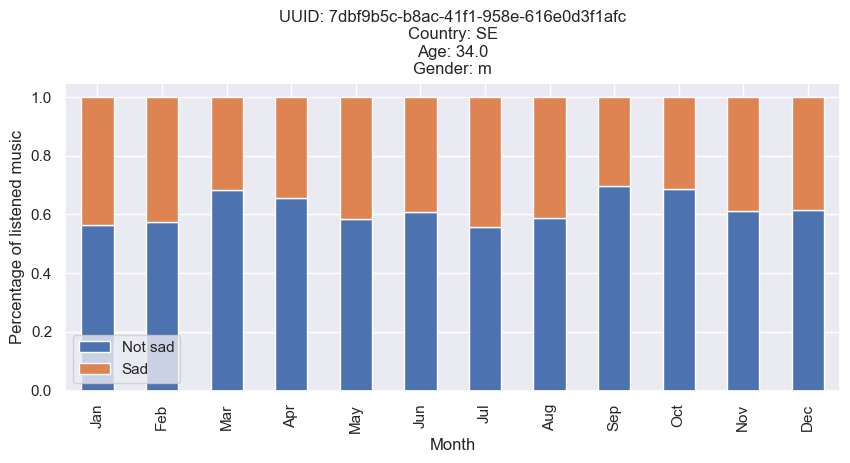 UUID: 7dbf9b5c-b8ac-41f1-958e-616e0d3f1afc
Country: SE
Age: 34.0
Gender: m
Percentage of listened music
1.0
0.8
0.6
0.4
0.2
0.0
Not sad
Sad
Jan Feb Mar Apr May Jun Jul Aug Sep Oct Nov Dec
Month